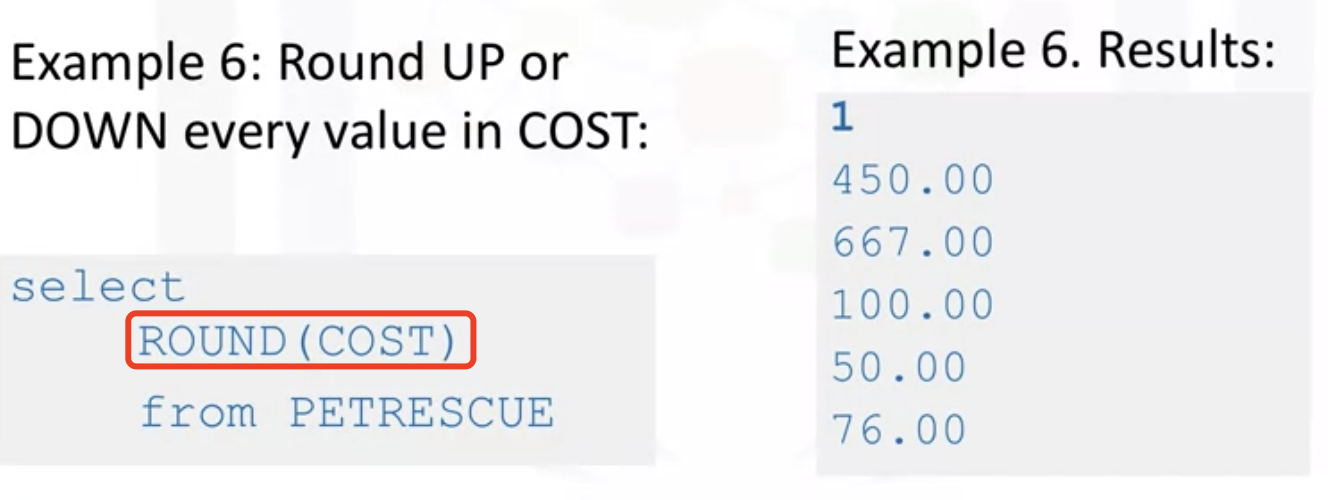 Example 6: Round UP or
DOWN every value in COST:
select
ROUND(COST)
from PETRESCUE
Example 6. Results:
1
450.00
667.00
100.00
50.00
76.00